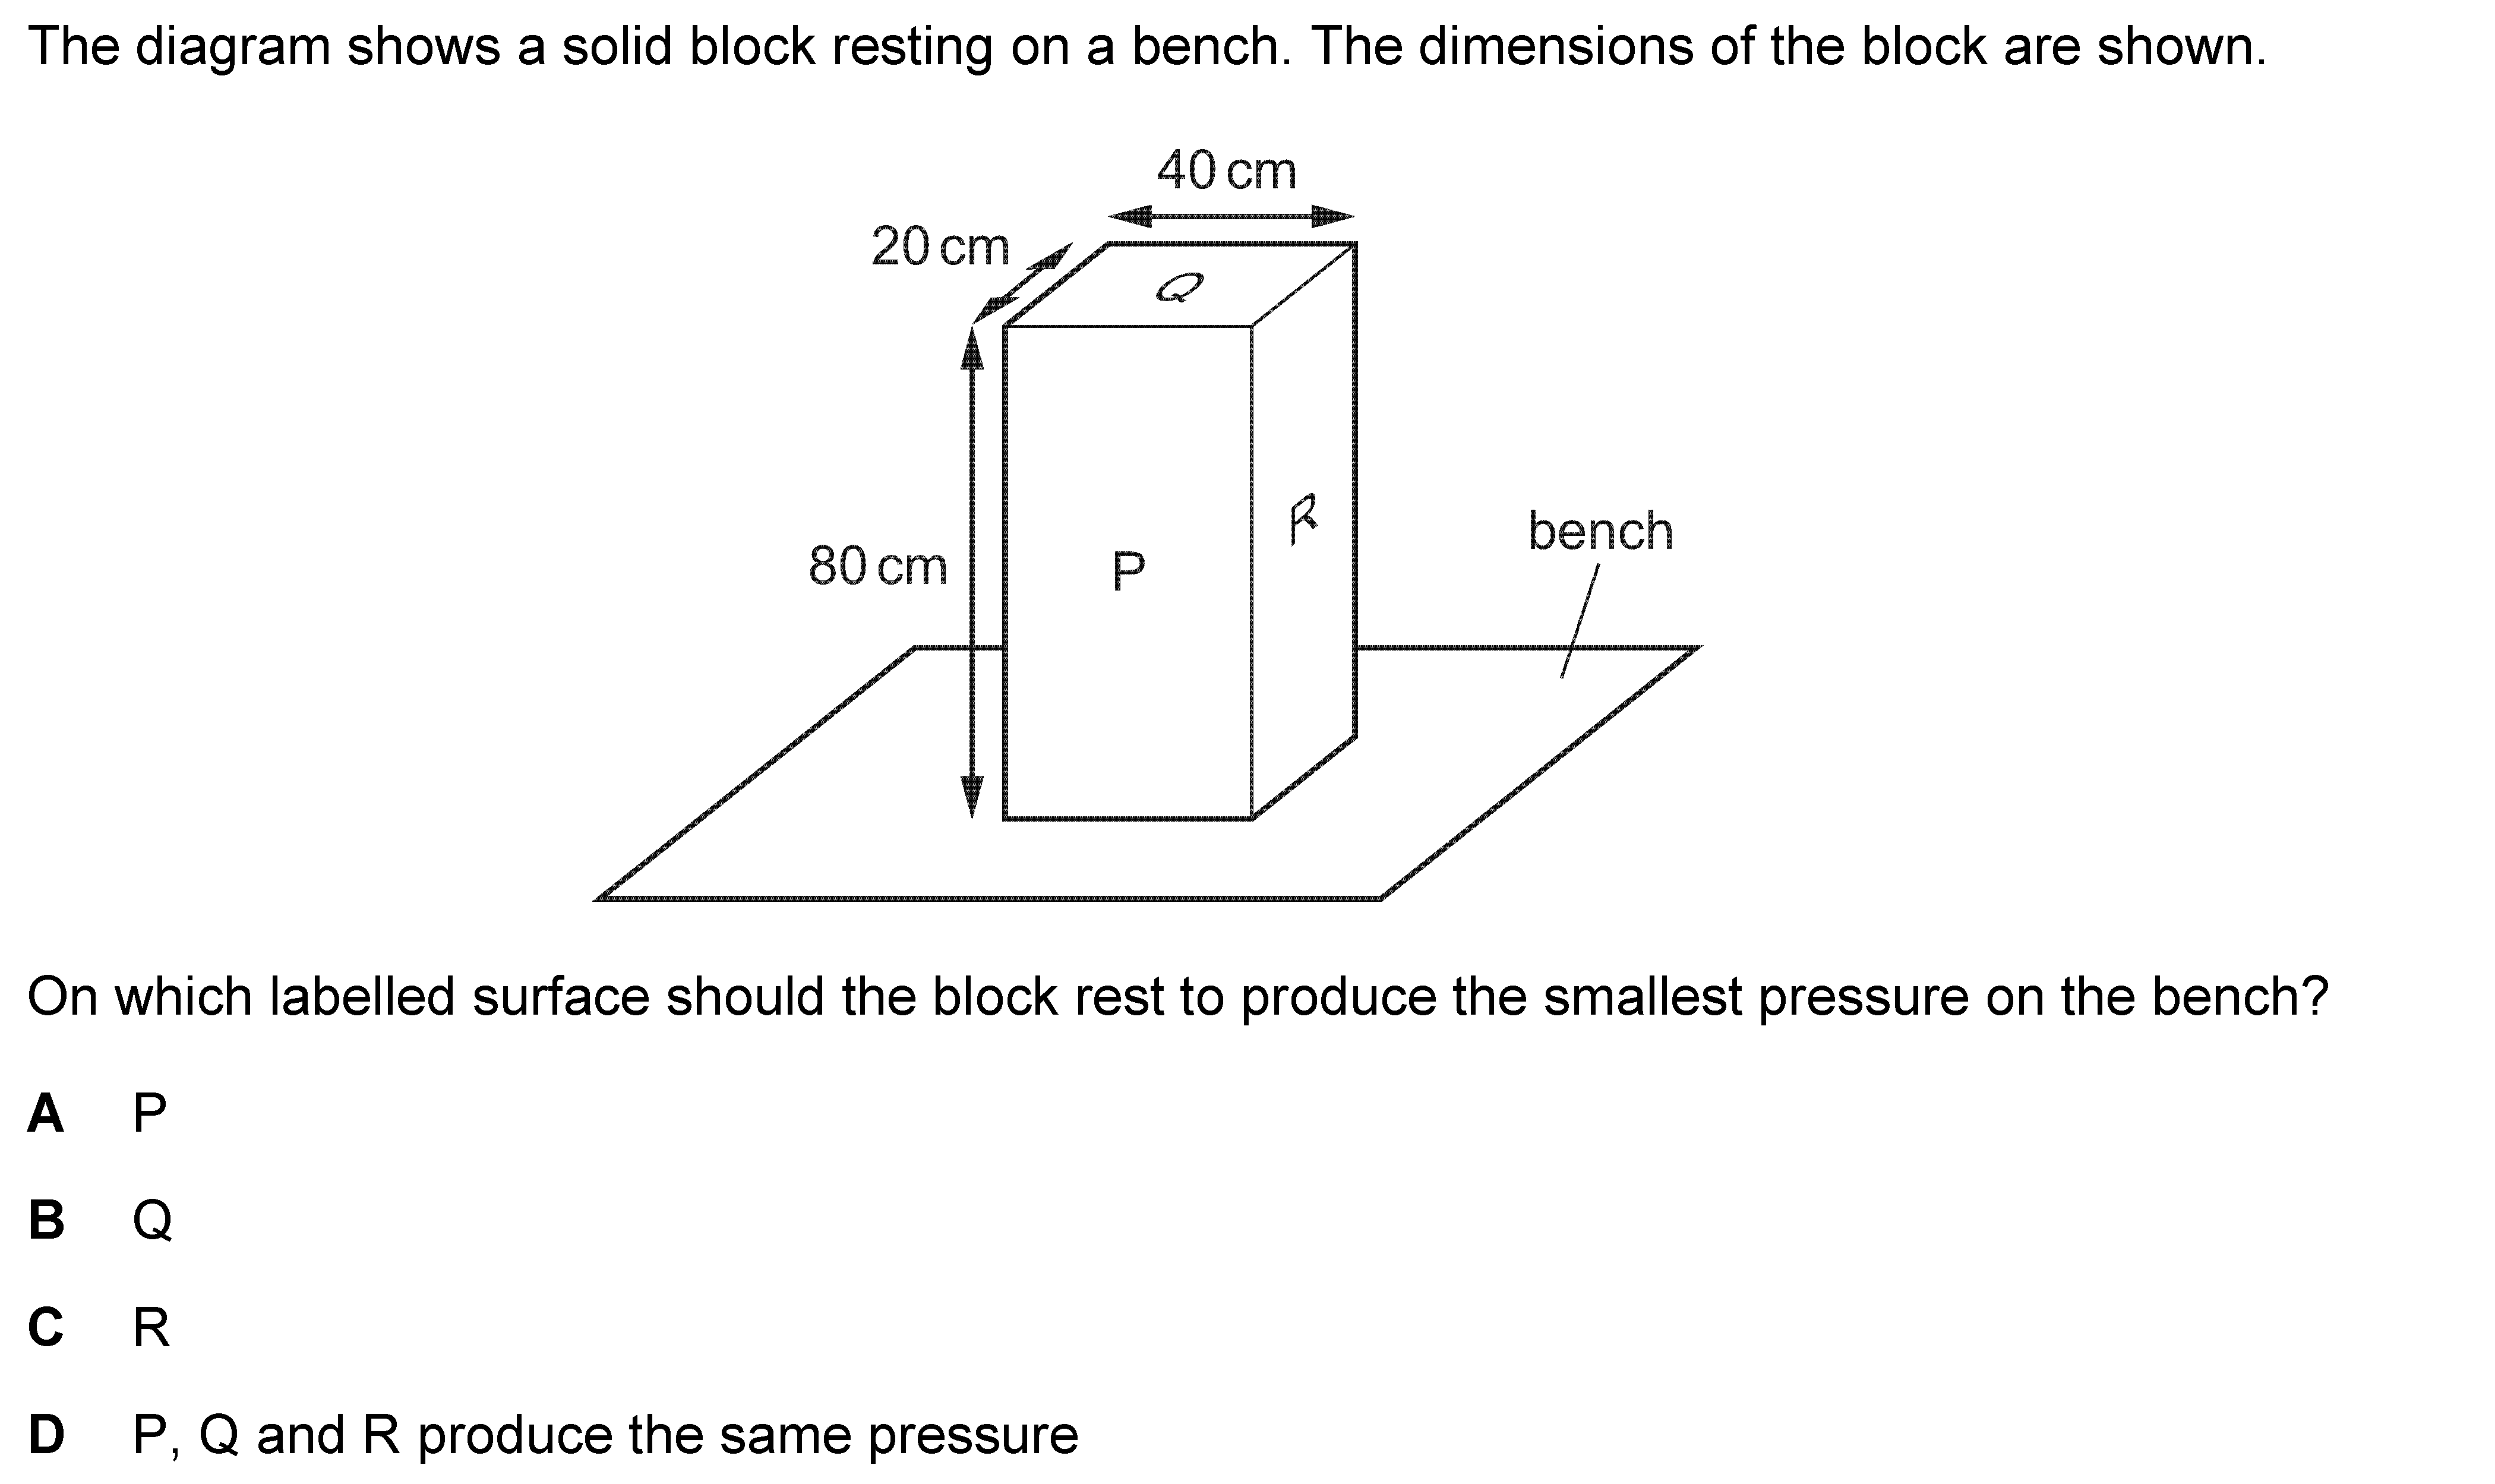 The diagram shows a solid block resting on a bench. The dimensions of the block are shown.
40 cm
20 cm
Q
R
bench
80 cm
P
On which labelled surface should the block rest to produce the smallest pressure on the bench?
A P
B Q
C R
D P, Q and R produce the same pressure